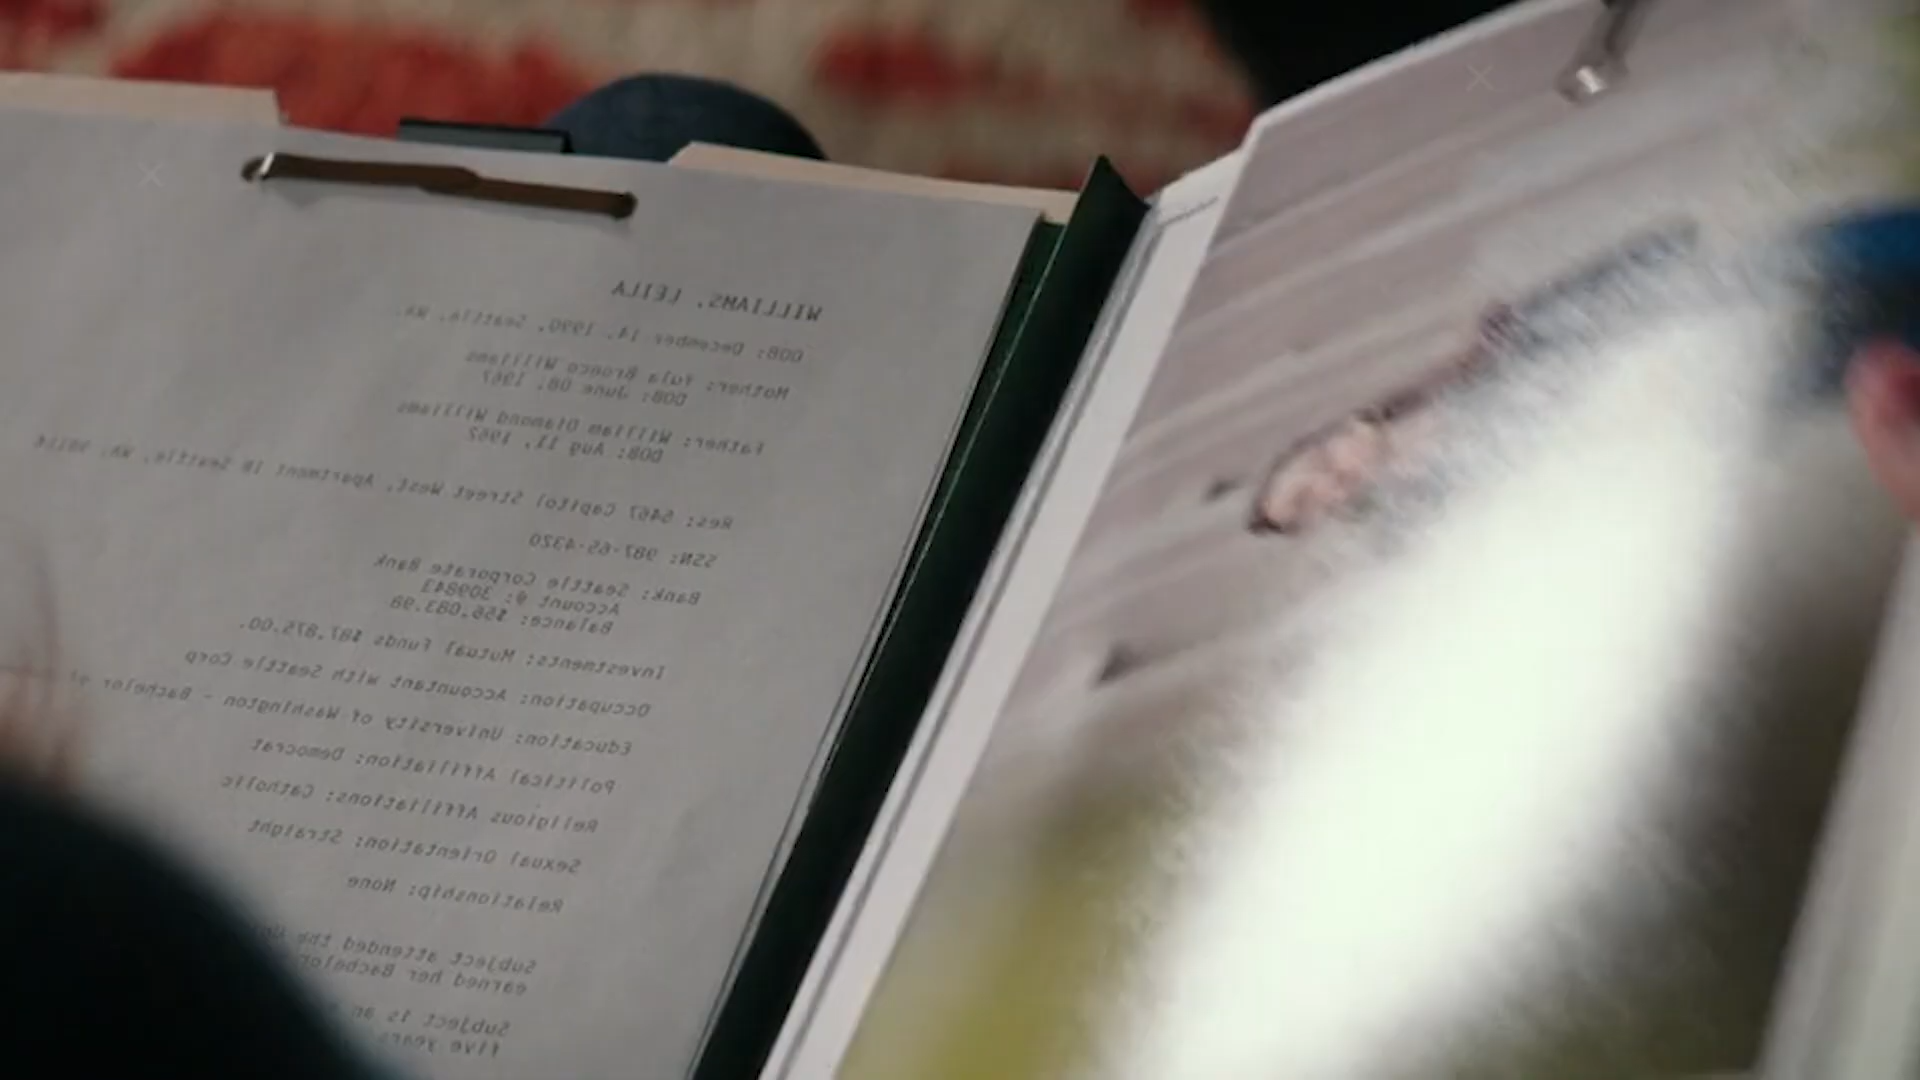 WILLIAMS, LEILA
DOB: December 14, 1990, Seattle, WA.
Mother: Yula Broeco Williams
DOB: June 08, 1967
Father: William Diamond Williams
DOB: Aug 11, 1962
Res: 5467 Capitol Street West, Apartment 1B Seattle, WA,
SSN: 987-65-4320
Bank: Seattle Corporate Bank
Account #: 309843
Balance: $56,083.98
Investments: Mutual Funds $87,875.00.
Occupation: Accountant with Seattle Corp
Education: University of Washington - Bachelor of
Political Affiliation: Democrat
Religious Affiliations: Catholic
Sexual Orientation: Straight
Relationship: None
Subject attended the
earned her Bachelor
Subject is an
five years